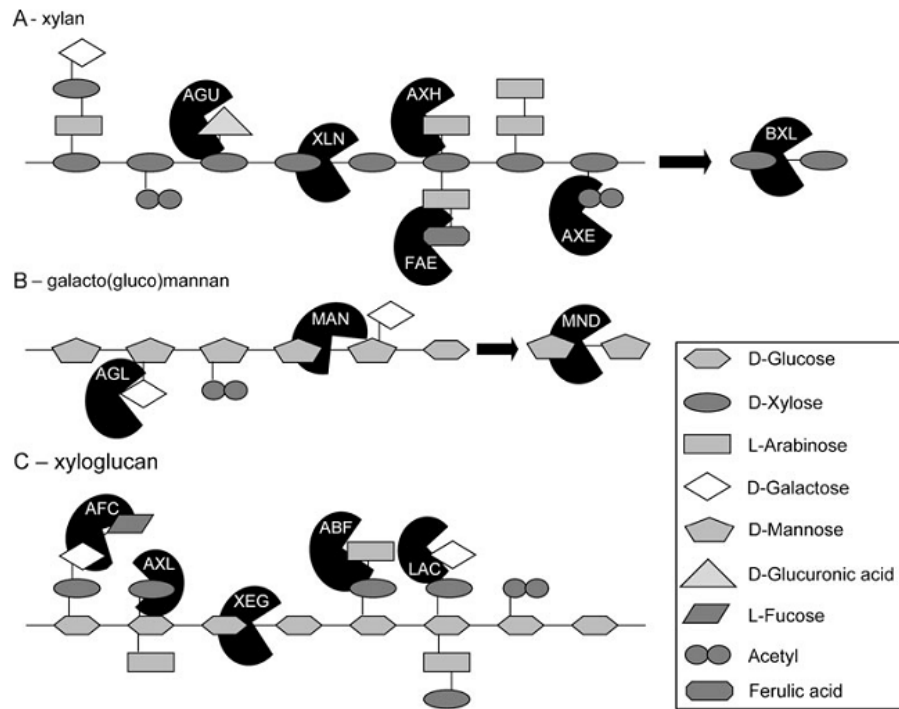 A - xylan
AGU
AXH
XLN
BXL
FAE
AXE
B – galacto(gluco)mannan
MAN
MND
AGL
C – xyloglucan
AFC
AXL
XEG
ABF
LAC
D-Glucose
D-Xylose
L-Arabinose
D-Galactose
D-Mannose
D-Glucuronic acid
L-Fucose
Acetyl
Ferulic acid